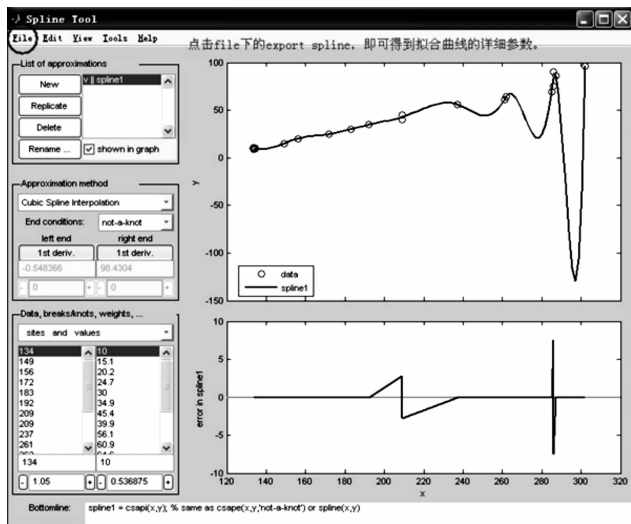 Spline Tool
File Edit View Tools Help
点击file下的export spline，即可得到拟合曲线的详细参数。
List of approximations
New
Replicate
Delete
Rename ...
v || spline1
shown in graph
Approximation method
Cubic Spline Interpolation
End conditions: not-a-knot
left end right end
1st deriv. 1st deriv.
-0.548366 98.4304
- 0 + - 0 +
Data, breaks/knots, weights, ...
sites and values
134 10
149 15.1
156 20.2
172 24.7
183 30
192 34.9
209 45.4
209 39.9
237 56.1
261 60.9
134 10
- 1.05 + - 0.536875 +
100
50
0
-50
-100
-150
y
data
spline1
10
5
0
-5
-10
error in spline1
120 140 160 180 200 220 240 260 280 300 320
x
Bottomline: spline1 = csapi(x,y); % same as csape(x,y,'not-a-knot') or spline(x,y)